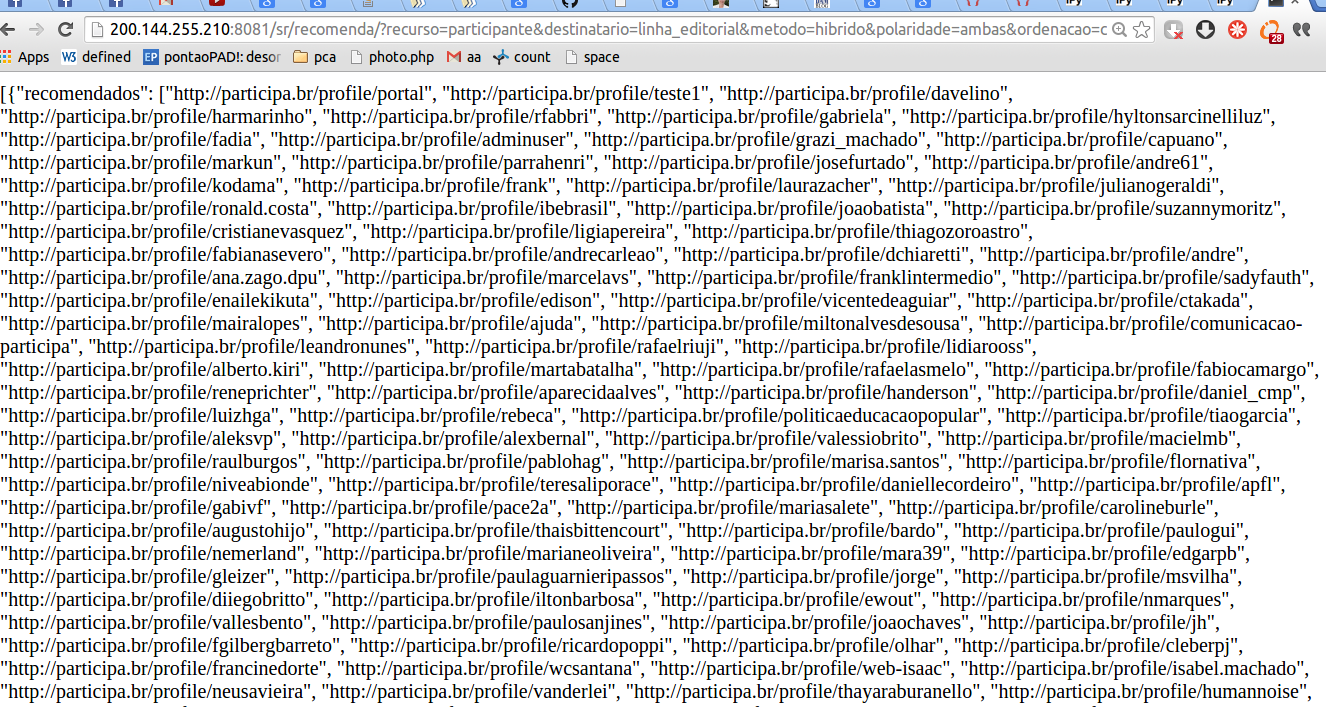 200.144.255.210:8081/sr/recomenda/?recurso=participante&destinatario=linha_editorial&metodo=hibrido&polaridade=ambas&ordenacao=c
28
Apps W3 defined EP pontaoPAD!: desor pca photo.php aa count space
[{"recomendados": ["http://participa.br/profile/portal", "http://participa.br/profile/teste1", "http://participa.br/profile/davelino",
"http://participa.br/profile/harmarinho", "http://participa.br/profile/rfabbri", "http://participa.br/profile/gabriela", "http://participa.br/profile/hyltonsarcinelliluz",
"http://participa.br/profile/fadia", "http://participa.br/profile/adminuser", "http://participa.br/profile/grazi_machado", "http://participa.br/profile/capuano",
"http://participa.br/profile/markun", "http://participa.br/profile/parrahenri", "http://participa.br/profile/josefurtado", "http://participa.br/profile/andre61",
"http://participa.br/profile/kodama", "http://participa.br/profile/frank", "http://participa.br/profile/laurazacher", "http://participa.br/profile/julianogeraldi",
"http://participa.br/profile/ronald.costa", "http://participa.br/profile/ibebrasil", "http://participa.br/profile/joaobatista", "http://participa.br/profile/suzannymoritz",
"http://participa.br/profile/cristianevasquez", "http://participa.br/profile/ligiapereira", "http://participa.br/profile/thiagozoroastro",
"http://participa.br/profile/fabianasevero", "http://participa.br/profile/andrecarleao", "http://participa.br/profile/dchiaretti", "http://participa.br/profile/andre",
"http://participa.br/profile/ana.zago.dpu", "http://participa.br/profile/marcelavs", "http://participa.br/profile/franklintermedio", "http://participa.br/profile/sadyfauth",
"http://participa.br/profile/enailekikuta", "http://participa.br/profile/edison", "http://participa.br/profile/vicentedeaguiar", "http://participa.br/profile/ctakada",
"http://participa.br/profile/mairalopes", "http://participa.br/profile/ajuda", "http://participa.br/profile/miltonalvesdesousa", "http://participa.br/profile/comunicacao-
participa", "http://participa.br/profile/leandronunes", "http://participa.br/profile/rafaelriuji", "http://participa.br/profile/lidiarooss",
"http://participa.br/profile/alberto.kiri", "http://participa.br/profile/martabatalha", "http://participa.br/profile/rafaelasmelo", "http://participa.br/profile/fabiocamargo",
"http://participa.br/profile/reneprichter", "http://participa.br/profile/aparecidaalves", "http://participa.br/profile/handerson", "http://participa.br/profile/daniel_cmp",
"http://participa.br/profile/luizhga", "http://participa.br/profile/rebeca", "http://participa.br/profile/politicaeducacaopopular", "http://participa.br/profile/tiaogarcia",
"http://participa.br/profile/aleksvp", "http://participa.br/profile/alexbernal", "http://participa.br/profile/valessiobrito", "http://participa.br/profile/macielmb",
"http://participa.br/profile/raulburgos", "http://participa.br/profile/pablohag", "http://participa.br/profile/marisa.santos", "http://participa.br/profile/flornativa",
"http://participa.br/profile/niveabionde", "http://participa.br/profile/teresaliporace", "http://participa.br/profile/daniellecordeiro", "http://participa.br/profile/apfl",
"http://participa.br/profile/gabivf", "http://participa.br/profile/pace2a", "http://participa.br/profile/mariasalete", "http://participa.br/profile/carolineburle",
"http://participa.br/profile/augustohijo", "http://participa.br/profile/thaisbittencourt", "http://participa.br/profile/bardo", "http://participa.br/profile/paulogui",
"http://participa.br/profile/nemerland", "http://participa.br/profile/marianeoliveira", "http://participa.br/profile/mara39", "http://participa.br/profile/edgarpb",
"http://participa.br/profile/gleizer", "http://participa.br/profile/paulaguarnieripassos", "http://participa.br/profile/jorge", "http://participa.br/profile/msvilha",
"http://participa.br/profile/diiegobritto", "http://participa.br/profile/iltonbarbosa", "http://participa.br/profile/ewout", "http://participa.br/profile/nmarques",
"http://participa.br/profile/vallesbento", "http://participa.br/profile/paulosanjines", "http://participa.br/profile/joaochaves", "http://participa.br/profile/jh",
"http://participa.br/profile/fgilbergbarreto", "http://participa.br/profile/ricardopoppi", "http://participa.br/profile/olhar", "http://participa.br/profile/cleberpj",
"http://participa.br/profile/francinedorte", "http://participa.br/profile/wcsantana", "http://participa.br/profile/web-isaac", "http://participa.br/profile/isabel.machado",
"http://participa.br/profile/neusavieira", "http://participa.br/profile/vanderlei", "http://participa.br/profile/thayaraburanello", "http://participa.br/profile/humannoise",